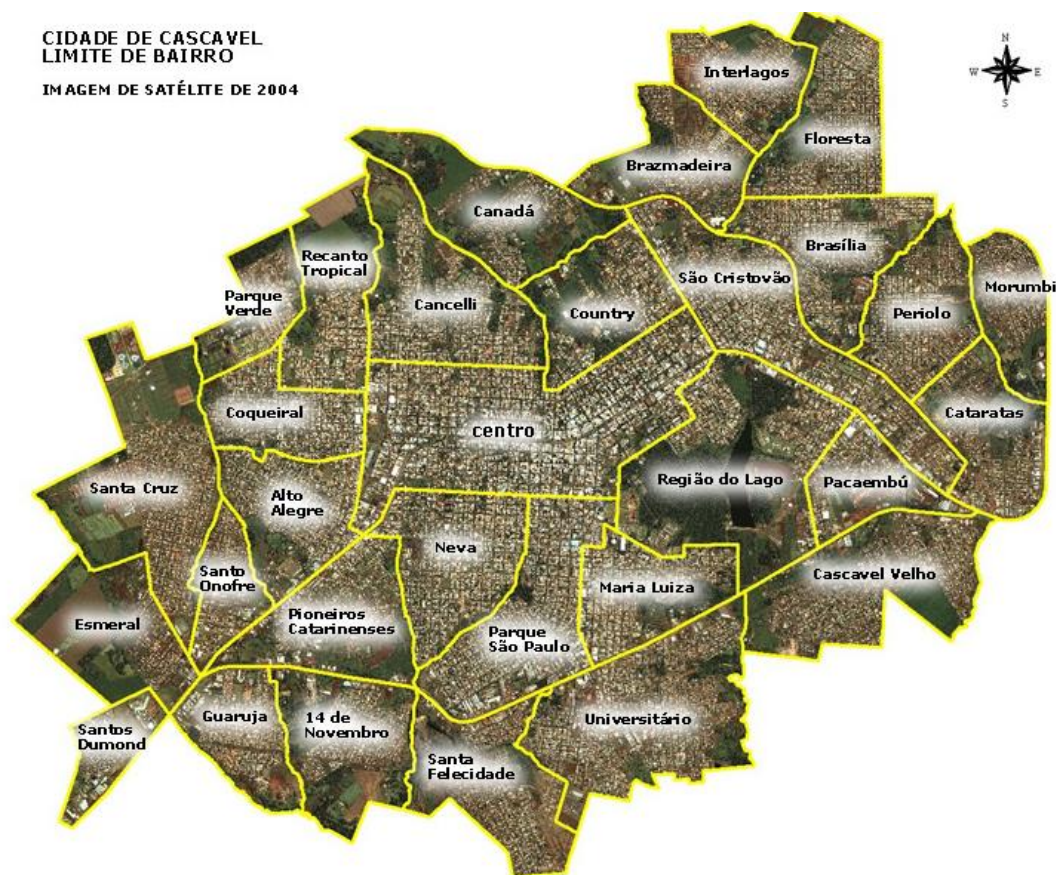 CIDADE DE CASCAVEL
LIMITE DE BAIRRO
IMAGEM DE SATÉLITE DE 2004
N
W
E
S
Interlagos
Floresta
Brazmadeira
Canadá
Brasília
Recanto
Tropical
São Cristovão
Morumbi
Parque
Verde
Cancelli
Country
Periolo
Coqueiral
centro
Cataratas
Santa Cruz
Alto
Alegre
Região do Lago
Pacaembú
Neva
Santo
Onofre
Maria Luiza
Cascavel Velho
Esmeral
Pioneiros
Catarinenses
Parque
São Paulo
Santos
Dumond
Guaruja
14 de
Novembro
Universitário
Santa
Felecidade